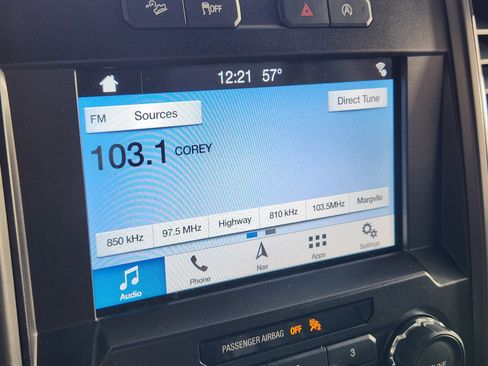 OFF
12:21 57°
FM Sources
Direct Tune
103.1 COREY
850 kHz 97.5 MHz Highway 810 kHz 103.5MHz Margville
Audio Phone Nav Apps Settings
PASSENGER AIRBAG OFF
3
TUNE